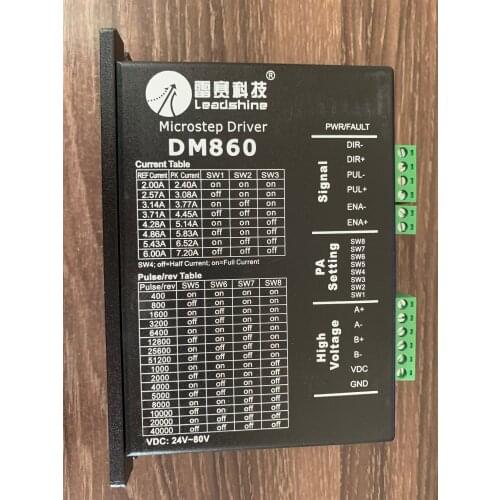 雷赛科技®
Leadshine
Microstep Driver
DM860
Current Table
REF Current PK Current SW1 SW2 SW3
2.00A 2.40A on on on
2.57A 3.08A off on on
3.14A 3.77A on off on
3.71A 4.45A off off on
4.28A 5.14A on on off
4.86A 5.83A off on off
5.43A 6.52A on off off
6.00A 7.20A off off off
SW4; off=Half Current; on=Full Current
Pulse/rev Table
Pulse/rev SW5 SW6 SW7 SW8
400 on on on on
800 off on on on
1600 on off on on
3200 off off on on
6400 on on off on
12800 off on off on
25600 on off off on
51200 off off off on
1000 on on on off
2000 off on on off
4000 on off on off
5000 off off on off
8000 on on off off
10000 off on off off
20000 on off off off
40000 off off off off
VDC: 24V~80V
PWR/FAULT
Signal
DIR-
DIR+
PUL-
PUL+
ENA-
ENA+
PA
Setting
SW8
SW7
SW6
SW5
SW4
SW3
SW2
SW1
High
Voltage
A+
A-
B+
B-
VDC
GND